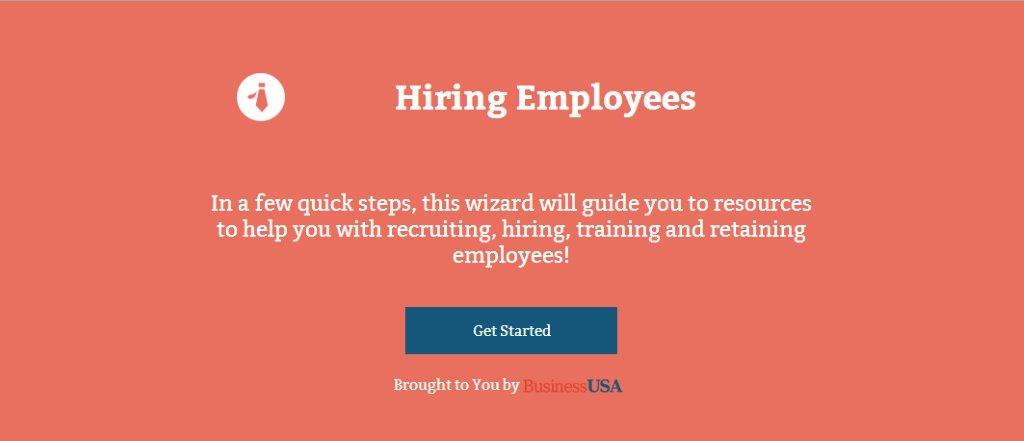 Hiring Employees
In a few quick steps, this wizard will guide you to resources
to help you with recruiting, hiring, training and retaining
employees!
Get Started
Brought to You by BusinessUSA